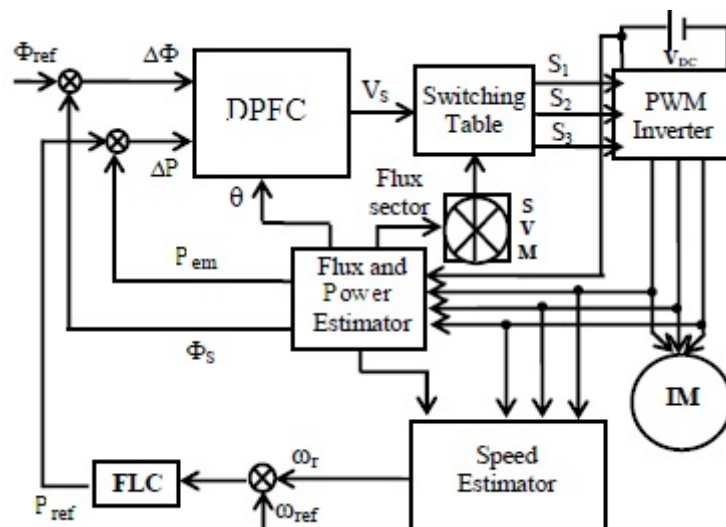 Φref
ΔΦ
DPFC
VS
Switching
Table
S1
S2
S3
VDC
PWM
Inverter
ΔP
θ
Flux
sector
S
V
M
Pem
Flux and
Power
Estimator
ΦS
IM
Speed
Estimator
ωr
FLC
Pref
ωref